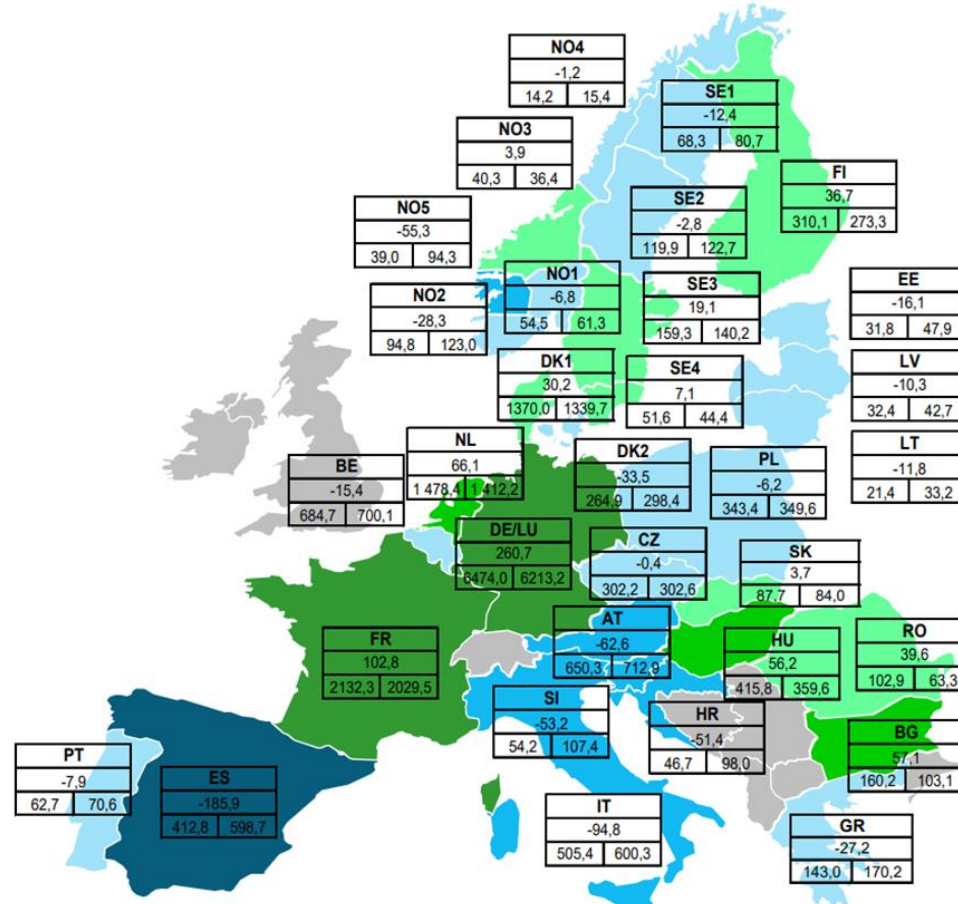 NO4
-1,2
14,2 15,4
SE1
-12,4
68,3 80,7
NO3
3,9
40,3 36,4
FI
36,7
310,1 273,3
SE2
-2,8
119,9 122,7
NO5
-55,3
39,0 94,3
NO1
-6,8
54,5 61,3
SE3
19,1
159,3 140,2
EE
-16,1
31,8 47,9
NO2
-28,3
94,8 123,0
DK1
30,2
1370,0 1339,7
SE4
7,1
51,6 44,4
LV
-10,3
32,4 42,7
NL
66,1
1 478,4 1 412,2
BE
-15,4
684,7 700,1
DK2
-33,5
264,9 298,4
PL
-6,2
343,4 349,6
LT
-11,8
21,4 33,2
DE/LU
260,7
6474,0 6213,2
CZ
-0,4
302,2 302,6
SK
3,7
87,7 84,0
FR
102,8
2132,3 2029,5
AT
-62,6
650,3 712,9
HU
56,2
415,8 359,6
RO
39,6
102,9 63,3
SI
-53,2
54,2 107,4
HR
-51,4
46,7 98,0
BG
57,1
160,2 103,1
PT
-7,9
62,7 70,6
ES
-185,9
412,8 598,7
IT
-94,8
505,4 600,3
GR
-27,2
143,0 170,2